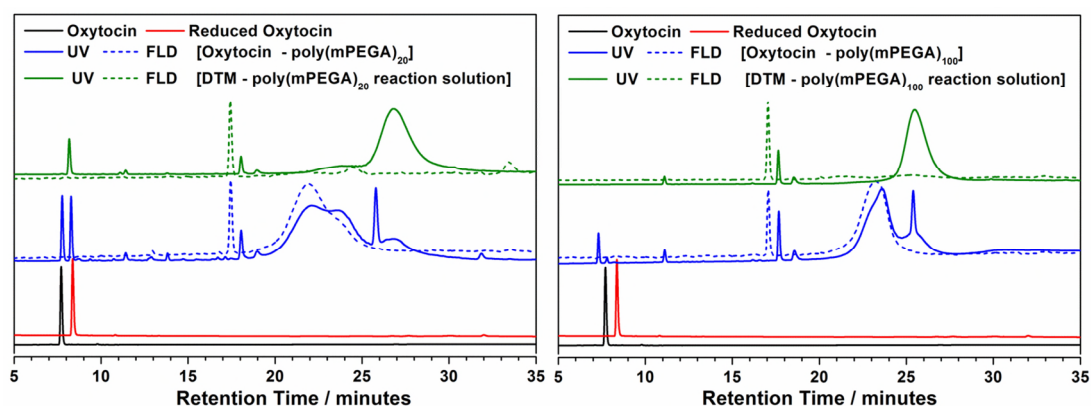 Oxytocin Reduced Oxytocin
UV FLD [Oxytocin - poly(mPEGA)20]
UV FLD [DTM - poly(mPEGA)20 reaction solution]
5 10 15 20 25 30 35
Retention Time / minutes
Oxytocin Reduced Oxytocin
UV FLD [Oxytocin - poly(mPEGA)100]
UV FLD [DTM - poly(mPEGA)100 reaction solution]
5 10 15 20 25 30 35
Retention Time / minutes